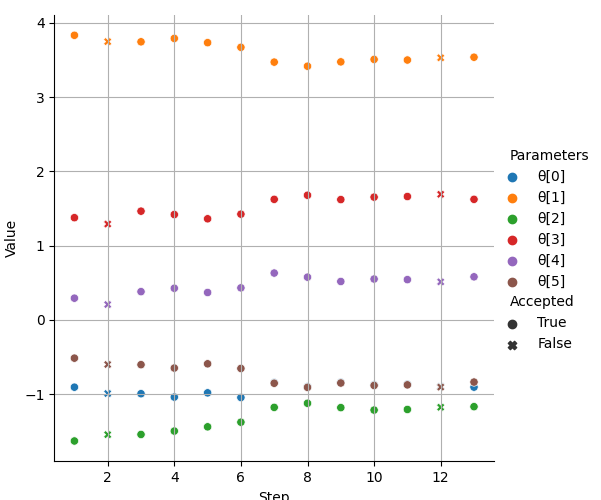 4
3
2
1
0
−1
Value
2
4
6
8
10
12
Step
Parameters
θ[0]
θ[1]
θ[2]
θ[3]
θ[4]
θ[5]
Accepted
True
False